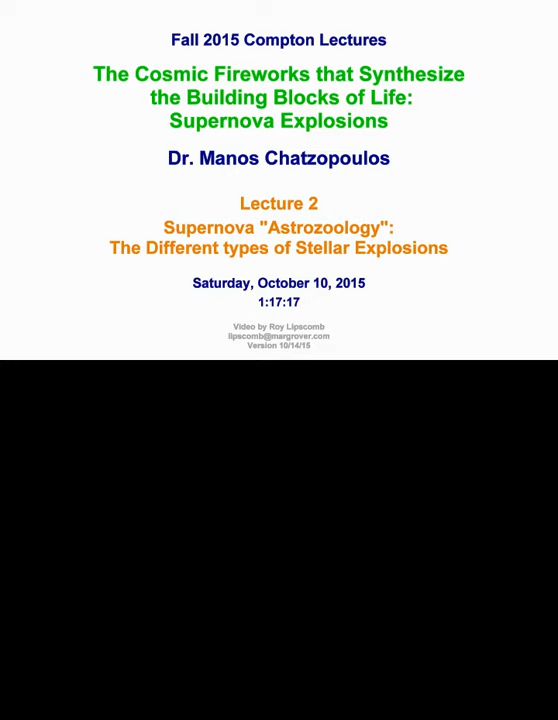 Fall 2015 Compton Lectures
The Cosmic Fireworks that Synthesize
the Building Blocks of Life:
Supernova Explosions
Dr. Manos Chatzopoulos
Lecture 2
Supernova "Astrozoology":
The Different types of Stellar Explosions
Saturday, October 10, 2015
1:17:17
Video by Roy Lipscomb
lipscomb@margrover.com
Version 10/14/15